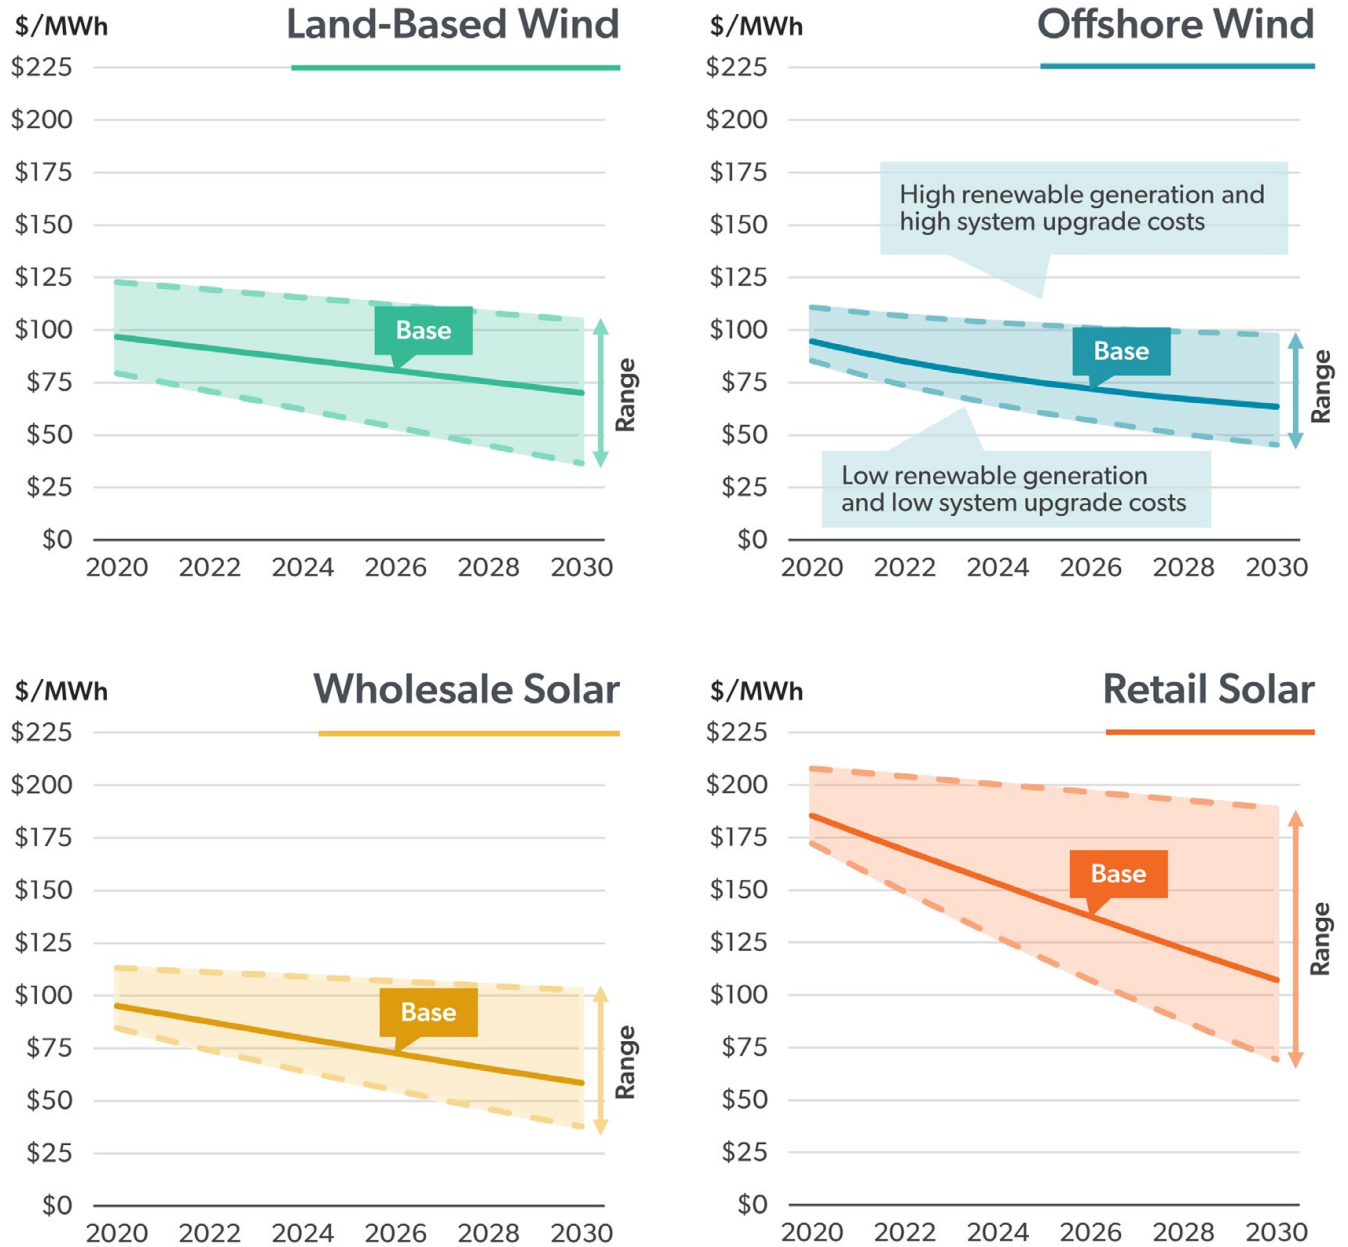 $/MWh
Land-Based Wind
$225
$200
$175
$150
$125
$100
$75
$50
$25
$0
Base
Range
2020 2022 2024 2026 2028 2030
$/MWh
Offshore Wind
$225
$200
$175
$150
$125
$100
$75
$50
$25
$0
High renewable generation and
high system upgrade costs
Base
Low renewable generation
and low system upgrade costs
Range
2020 2022 2024 2026 2028 2030
$/MWh
Wholesale Solar
$225
$200
$175
$150
$125
$100
$75
$50
$25
$0
Base
Range
2020 2022 2024 2026 2028 2030
$/MWh
Retail Solar
$225
$200
$175
$150
$125
$100
$75
$50
$25
$0
Base
Range
2020 2022 2024 2026 2028 2030